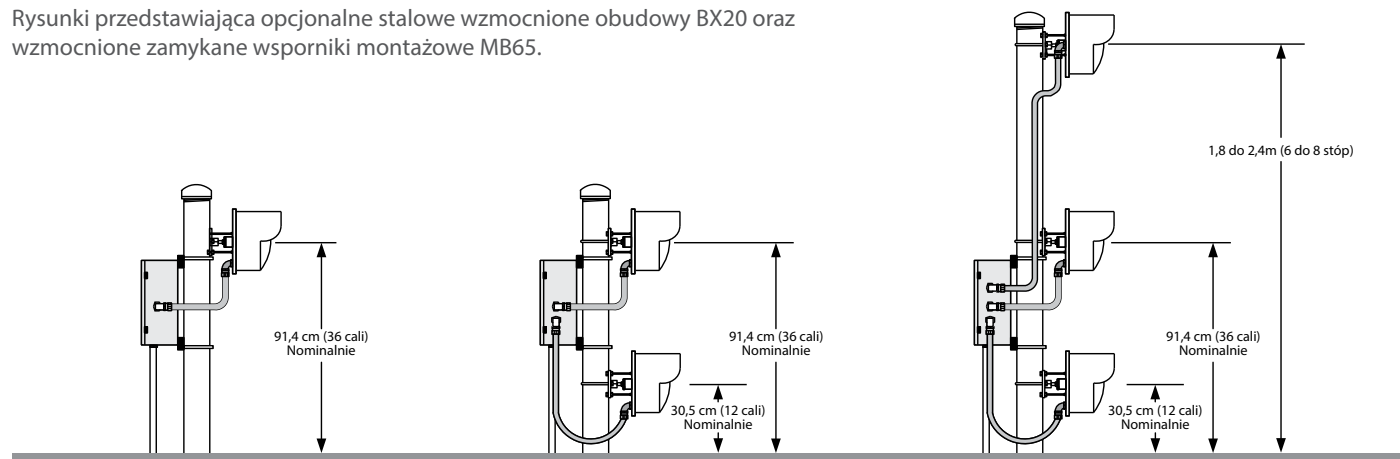 Rysunki przedstawiająca opcjonalne stalowe wzmocnione obudowy BX20 oraz
wzmocnione zamykane wsporniki montażowe MB65.
1,8 do 2,4m (6 do 8 stóp)
91,4 cm (36 cali)
Nominalnie
91,4 cm (36 cali)
Nominalnie
30,5 cm (12 cali)
Nominalnie
91,4 cm (36 cali)
Nominalnie
30,5 cm (12 cali)
Nominalnie